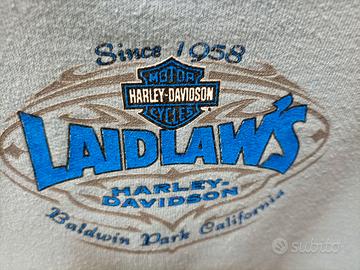 Since 1958
MOTOR
HARLEY-DAVIDSON
CYCLES
LAIDLAW'S
HARLEY-
DAVIDSON
Baldwin Park California
subito